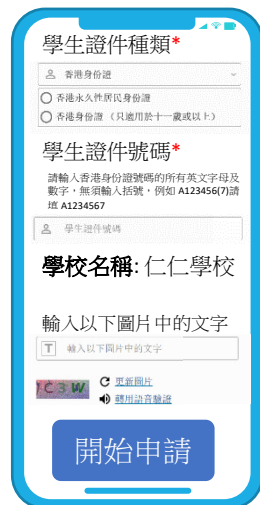 學生證件種類*
香港身份證
香港永久性居民身份證
香港身份證 （只適用於十一歲或以上）
學生證件號碼*
請輸入香港身份證號碼的所有英文字母及
數字，無須輸入括號，例如 A123456(7)請
填 A1234567
學生證件號碼
學校名稱: 仁仁學校
輸入以下圖片中的文字
T 輸入以下圖片中的文字
更新圖片
轉用語音驗證
開始申請